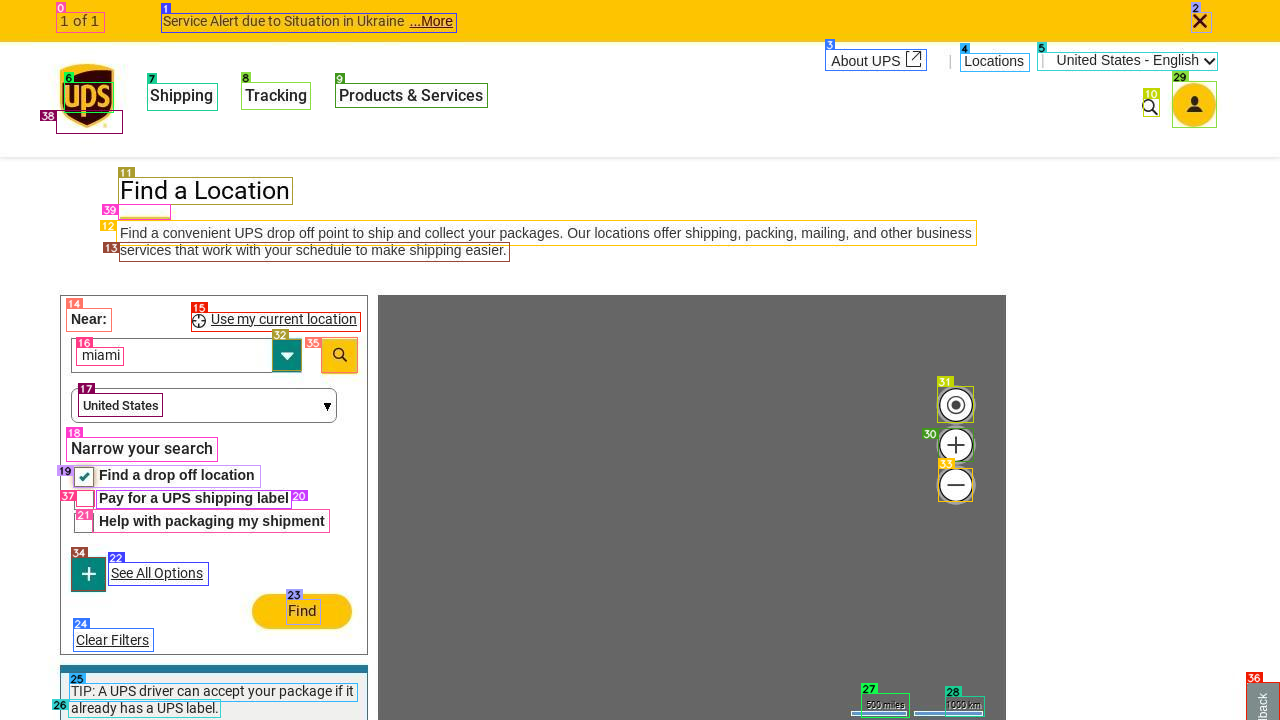 1 of 1 Service Alert due to Situation in Ukraine ...More
About UPS | Locations | United States - English
ups Shipping Tracking Products & Services
Find a Location
Find a convenient UPS drop off point to ship and collect your packages. Our locations offer shipping, packing, mailing, and other business
services that work with your schedule to make shipping easier.
Near: Use my current location
miami
United States
Narrow your search
Find a drop off location
Pay for a UPS shipping label
Help with packaging my shipment
See All Options
Find
Clear Filters
TIP: A UPS driver can accept your package if it
already has a UPS label.
500 miles 1000 km
0
1
2
3
4
5
6
7
8
9
10
11
12
13
14
15
16
17
18
19
20
21
22
23
24
25
26
27
28
29
30
31
32
33
34
35
36
37
38
39